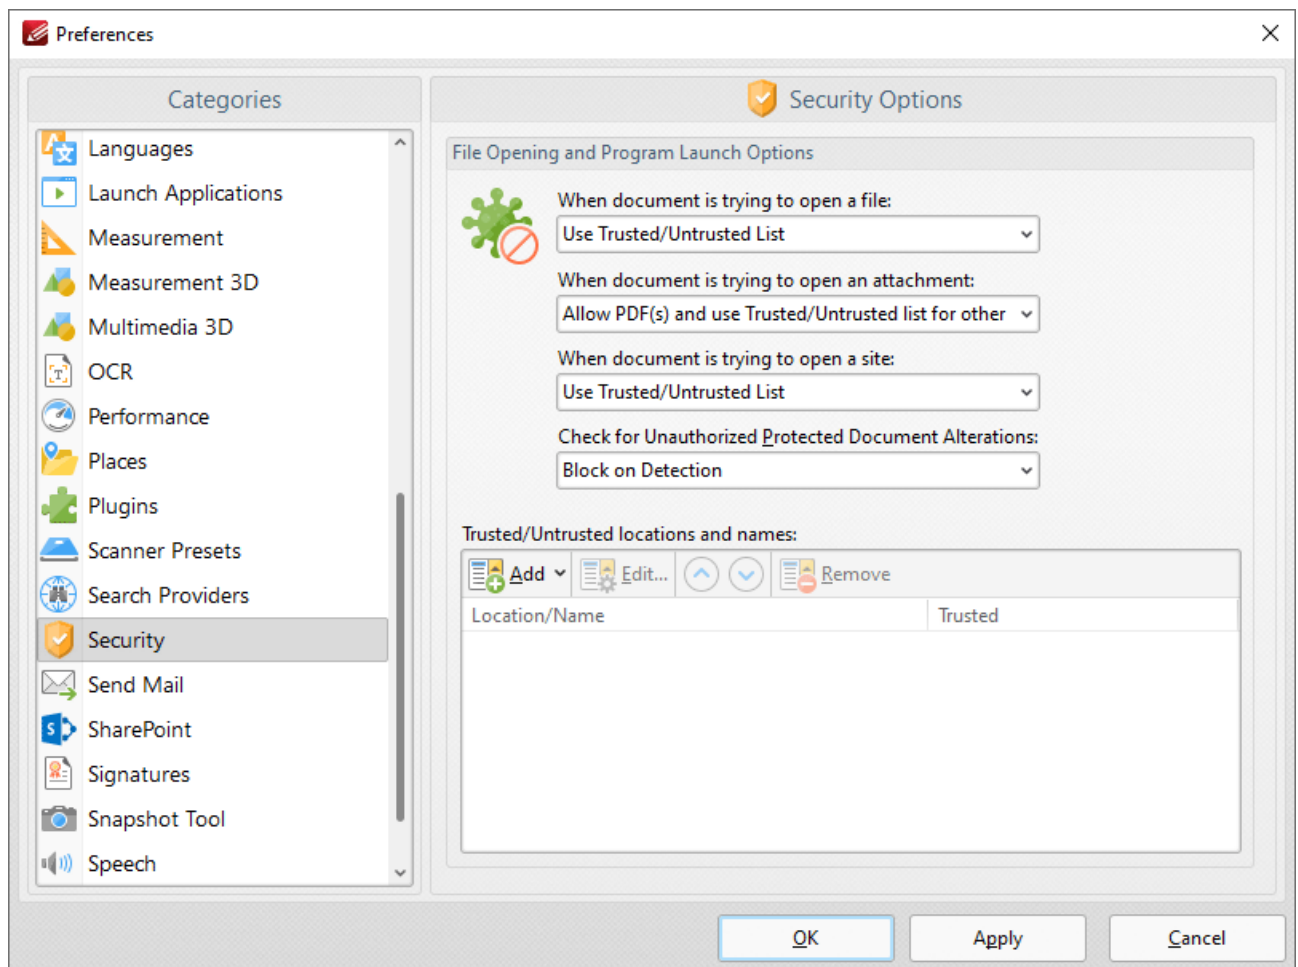 Preferences
Categories
Languages
Launch Applications
Measurement
Measurement 3D
Multimedia 3D
OCR
Performance
Places
Plugins
Scanner Presets
Search Providers
Security
Send Mail
SharePoint
Signatures
Snapshot Tool
Speech
Security Options
File Opening and Program Launch Options
When document is trying to open a file:
Use Trusted/Untrusted List
When document is trying to open an attachment:
Allow PDF(s) and use Trusted/Untrusted list for other
When document is trying to open a site:
Use Trusted/Untrusted List
Check for Unauthorized Protected Document Alterations:
Block on Detection
Trusted/Untrusted locations and names:
Add Edit... Remove
Location/Name Trusted
OK Apply Cancel